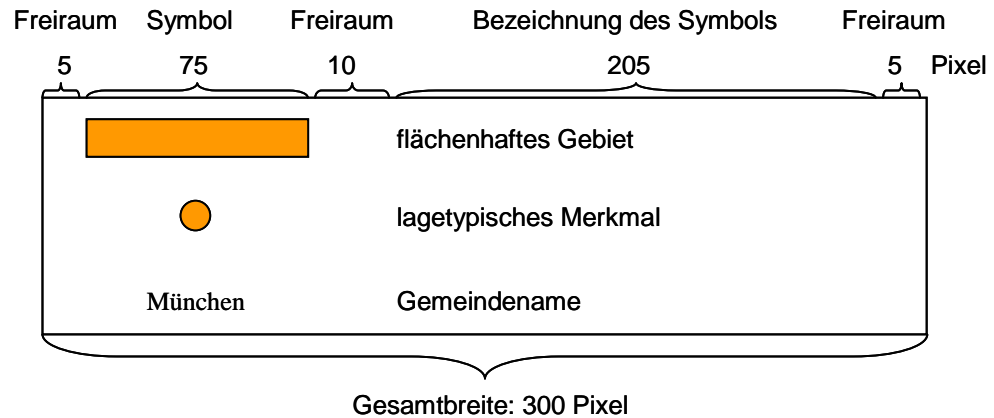 Freiraum Symbol Freiraum Bezeichnung des Symbols Freiraum
5 75 10 205 5 Pixel
flächenhaftes Gebiet
lagetypisches Merkmal
München Gemeindename
Gesamtbreite: 300 Pixel